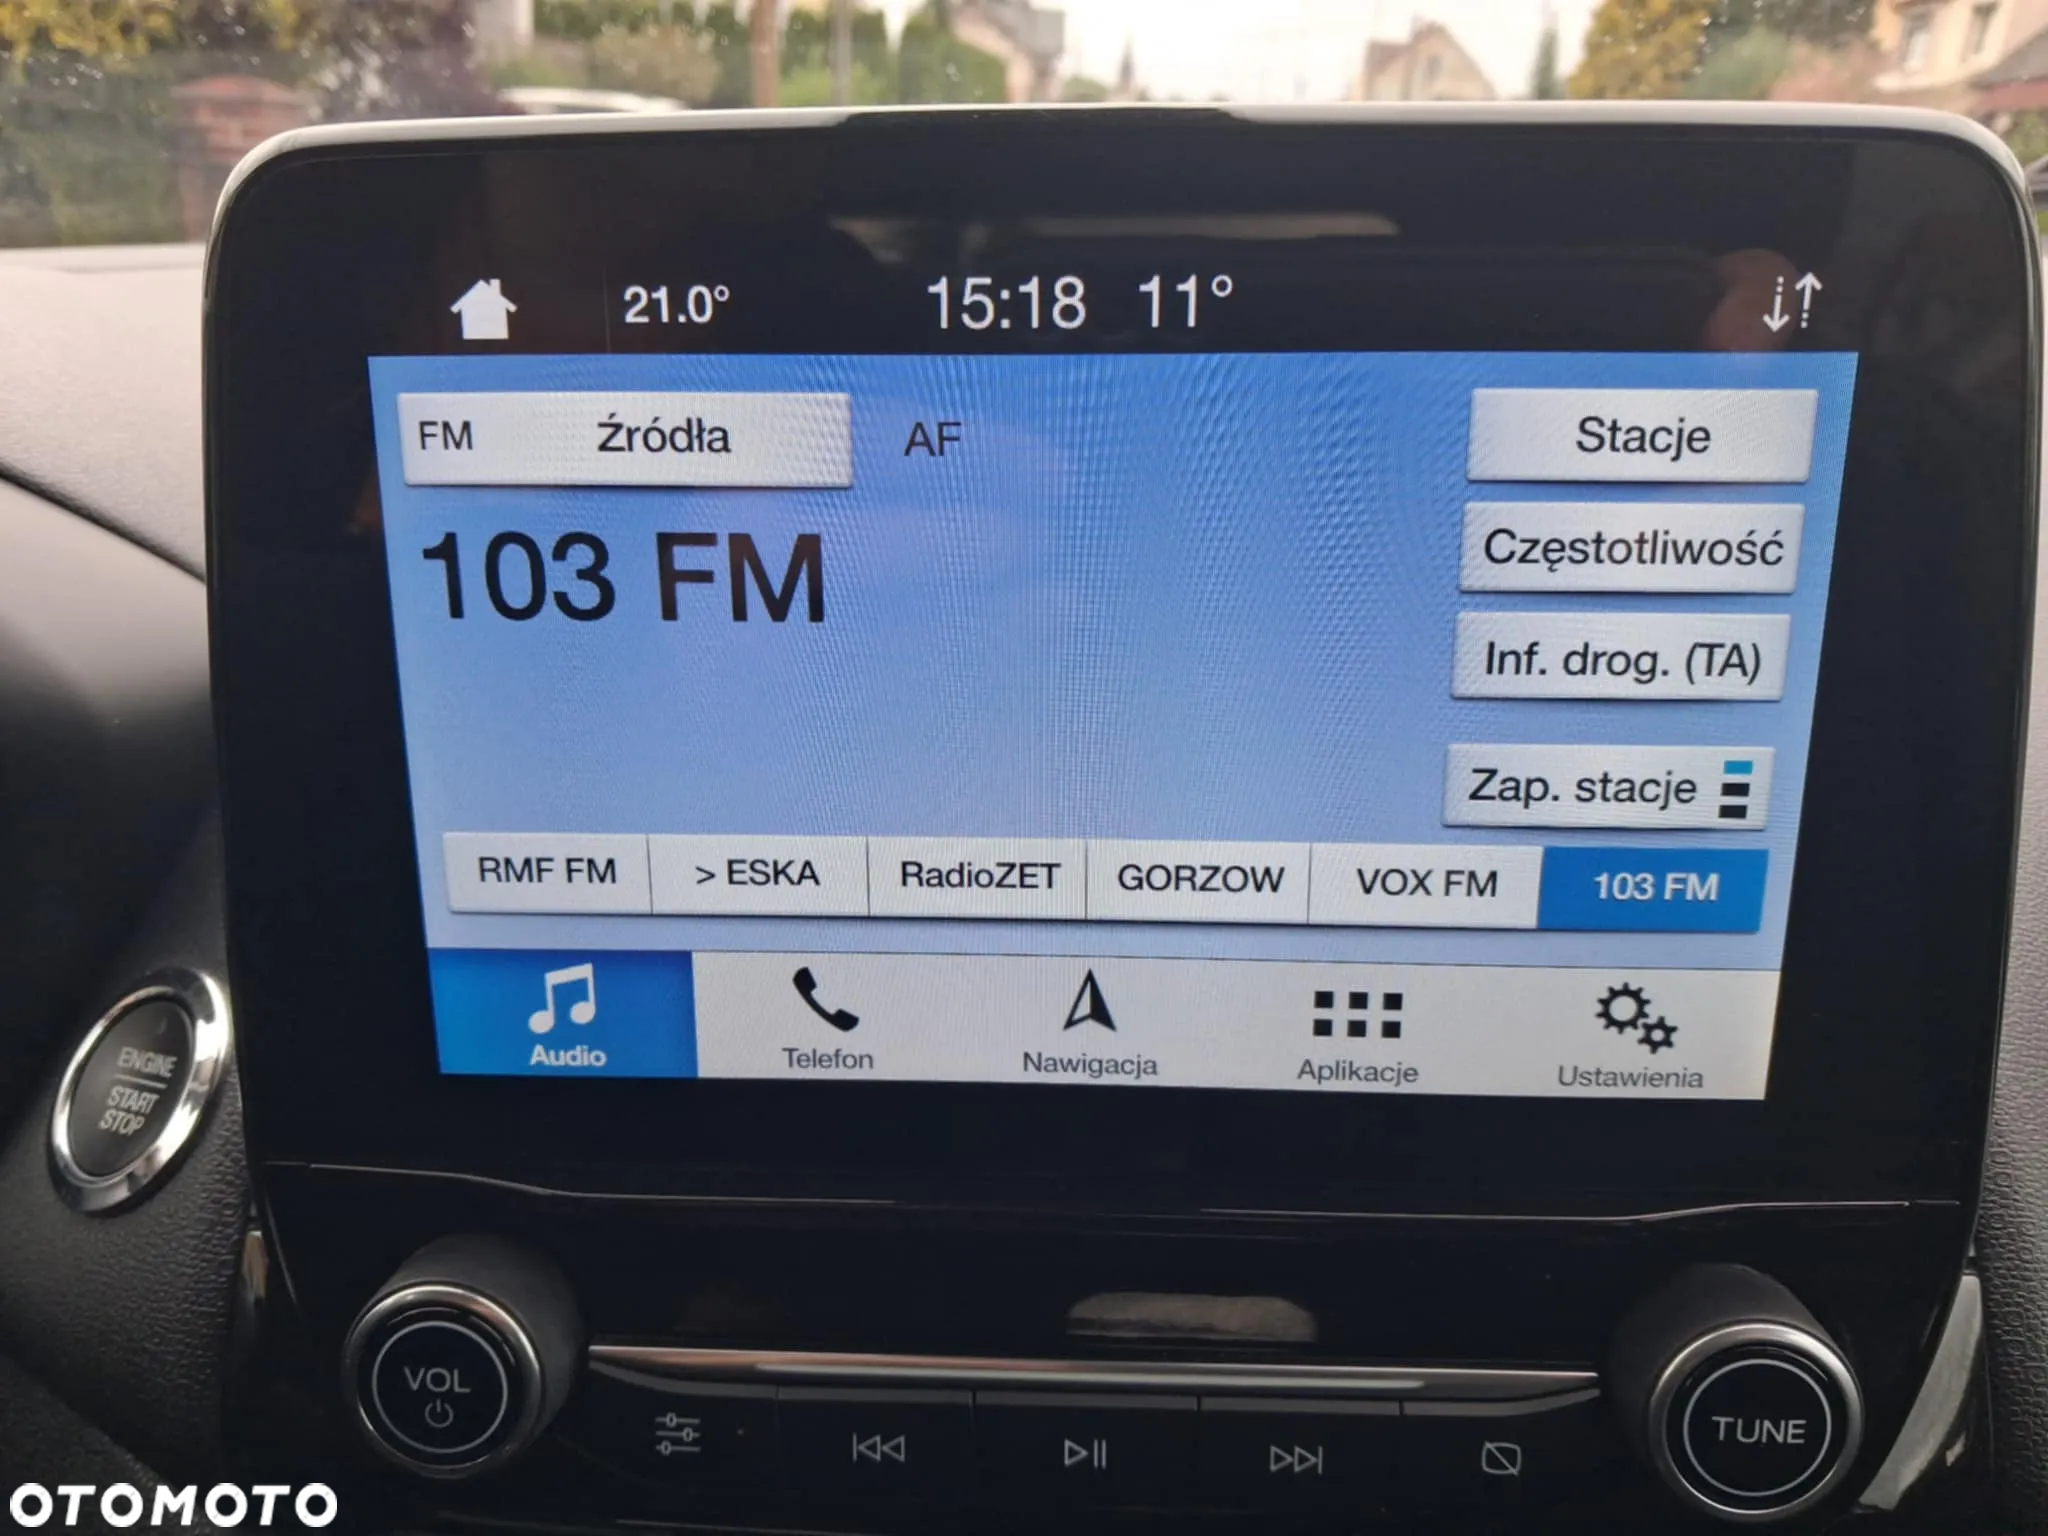 21.0° 15:18 11°
FM Źródła AF Stacje
103 FM
Częstotliwość
Inf. drog. (TA)
Zap. stacje
RMF FM > ESKA RadioZET GORZOW VOX FM 103 FM
Audio Telefon Nawigacja Aplikacje Ustawienia
ENGINE
START
STOP
VOL
TUNE
OTOMOTO